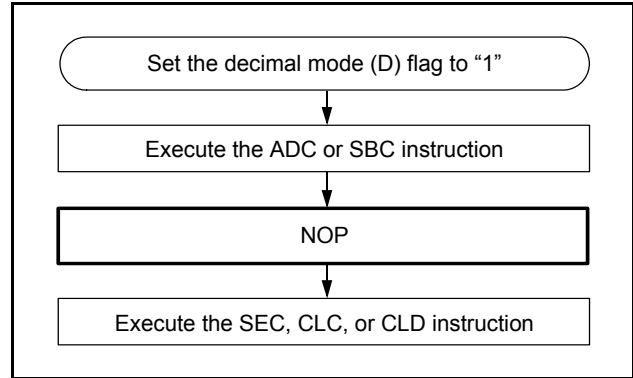 Set the decimal mode (D) flag to “1”
Execute the ADC or SBC instruction
NOP
Execute the SEC, CLC, or CLD instruction